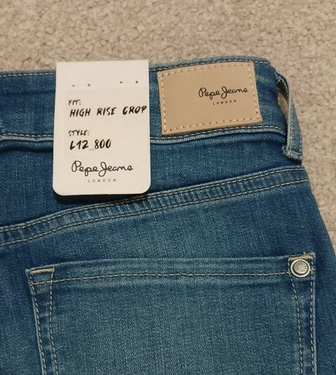 FIT:
HIGH RISE CROP
STYLE:
L12 800
Pepe Jeans
LONDON
Pepe Jeans
LONDON